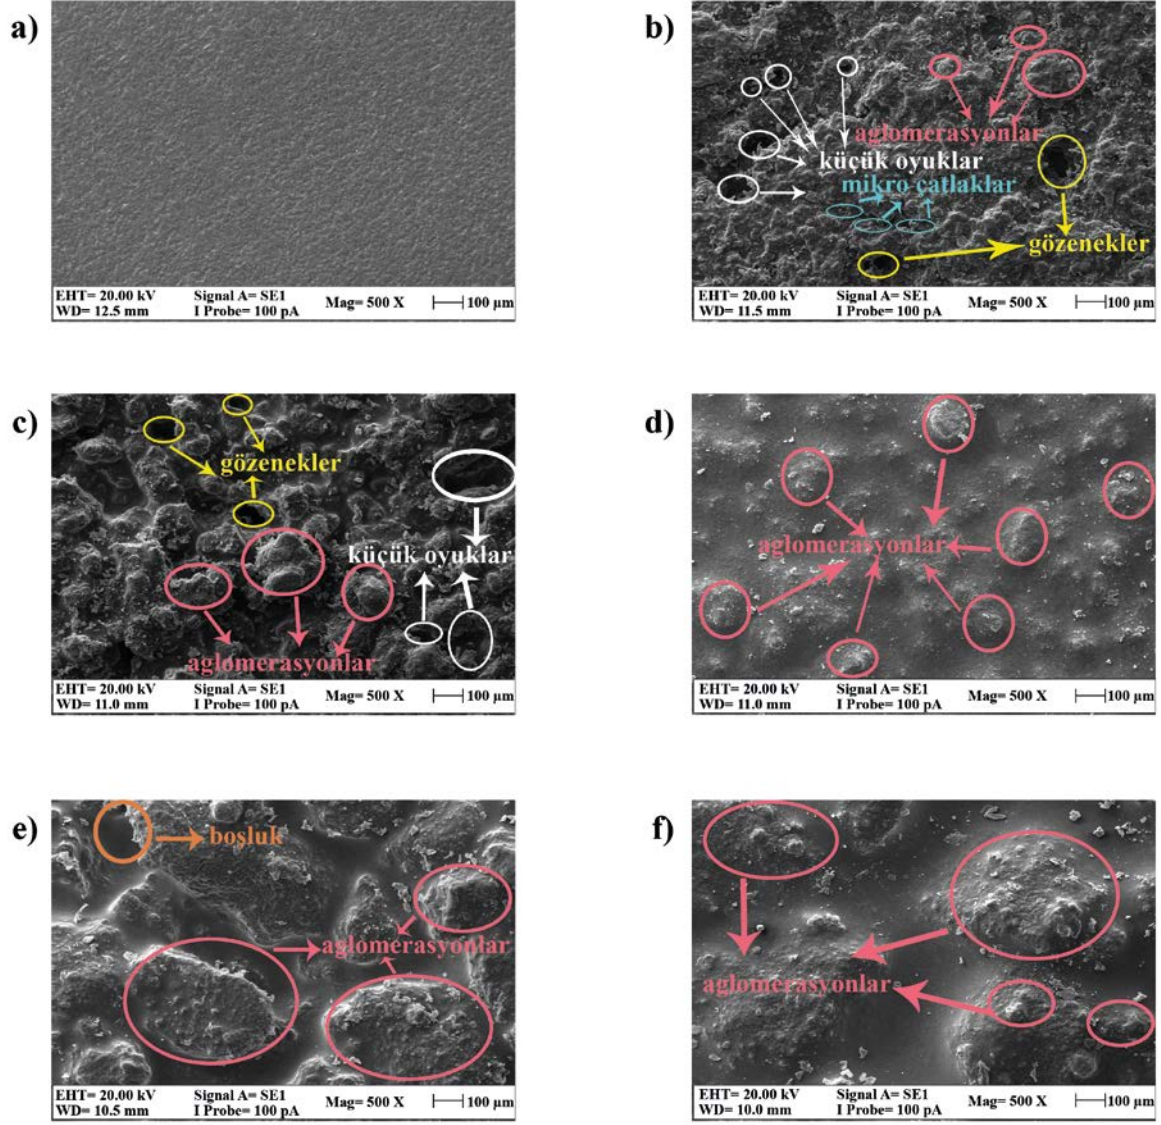 a)
EHT= 20.00 kV Signal A= SE1 Mag= 500 X 100 µm
WD= 12.5 mm I Probe= 100 pA
b)
aglomerasyonlar
küçük oyuklar
mikro çatlaklar
gözenekler
EHT= 20.00 kV Signal A= SE1 Mag= 500 X 100 µm
WD= 11.5 mm I Probe= 100 pA
c)
gözenekler
küçük oyuklar
aglomerasyonlar
EHT= 20.00 kV Signal A= SE1 Mag= 500 X 100 µm
WD= 11.0 mm I Probe= 100 pA
d)
aglomerasyonlar
EHT= 20.00 kV Signal A= SE1 Mag= 500 X 100 µm
WD= 11.0 mm I Probe= 100 pA
e)
boşluk
aglomerasyonlar
EHT= 20.00 kV Signal A= SE1 Mag= 500 X 100 µm
WD= 10.5 mm I Probe= 100 pA
f)
aglomerasyonlar
EHT= 20.00 kV Signal A= SE1 Mag= 500 X 100 µm
WD= 10.0 mm I Probe= 100 pA